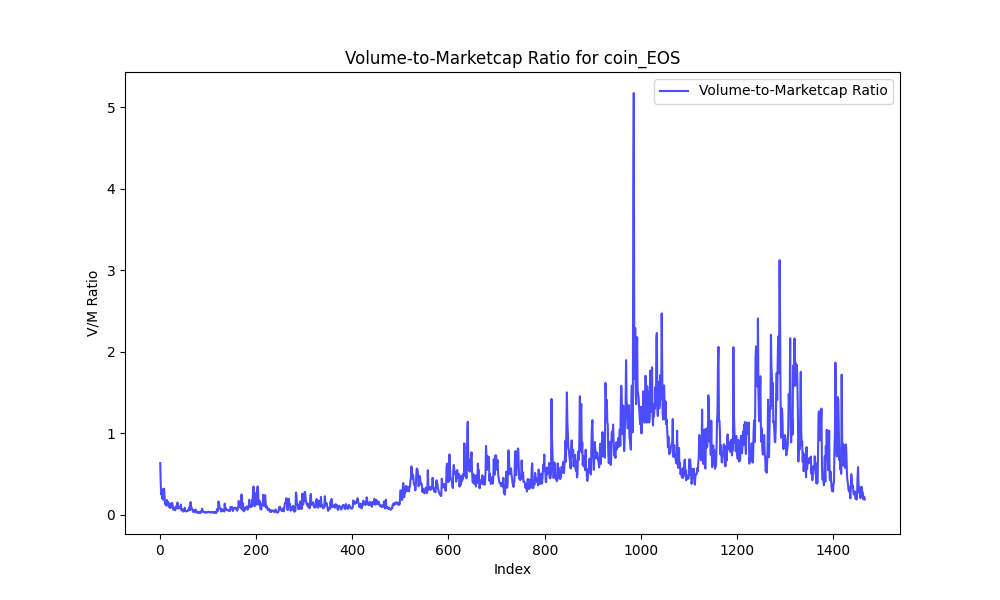 Volume-to-Marketcap Ratio for coin_EOS
Volume-to-Marketcap Ratio
5
4
3
2
1
0
V/M Ratio
0 200 400 600 800 1000 1200 1400
Index